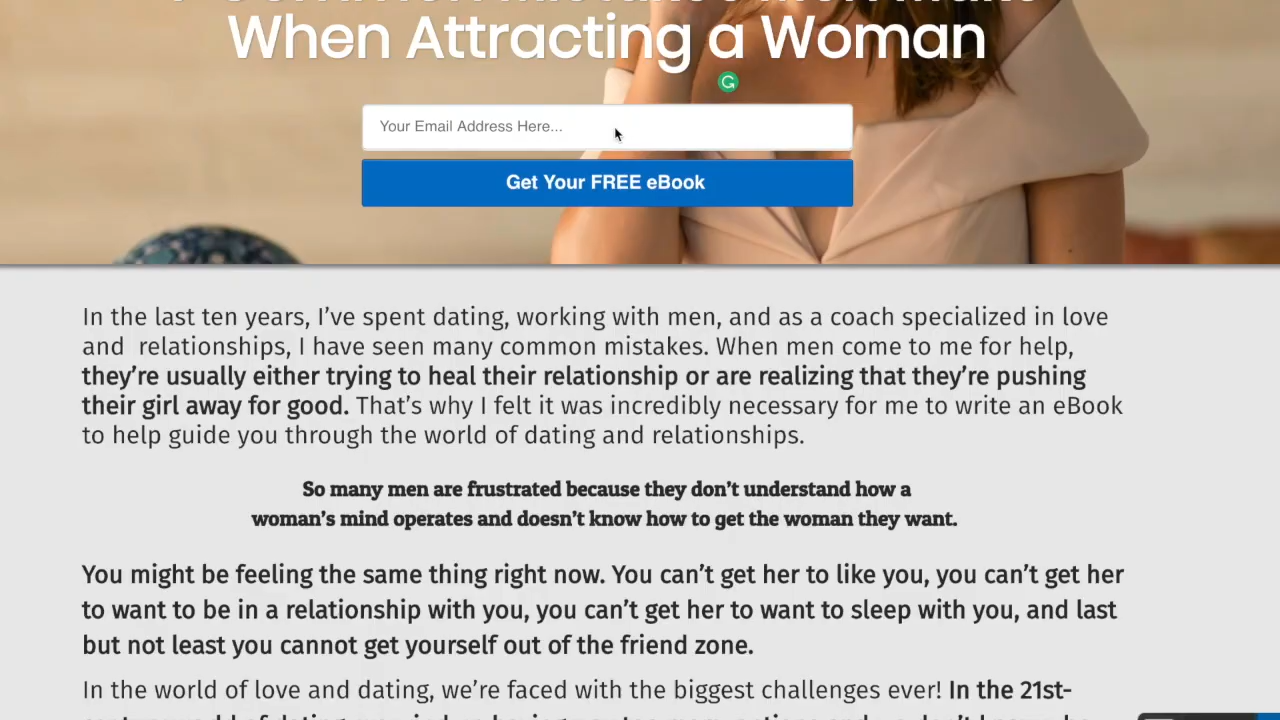 When Attracting a Woman
Your Email Address Here...
Get Your FREE eBook
In the last ten years, I’ve spent dating, working with men, and as a coach specialized in love
and relationships, I have seen many common mistakes. When men come to me for help,
they’re usually either trying to heal their relationship or are realizing that they’re pushing
their girl away for good. That’s why I felt it was incredibly necessary for me to write an eBook
to help guide you through the world of dating and relationships.
So many men are frustrated because they don’t understand how a
woman’s mind operates and doesn’t know how to get the woman they want.
You might be feeling the same thing right now. You can’t get her to like you, you can’t get her
to want to be in a relationship with you, you can’t get her to want to sleep with you, and last
but not least you cannot get yourself out of the friend zone.
In the world of love and dating, we’re faced with the biggest challenges ever! In the 21st-